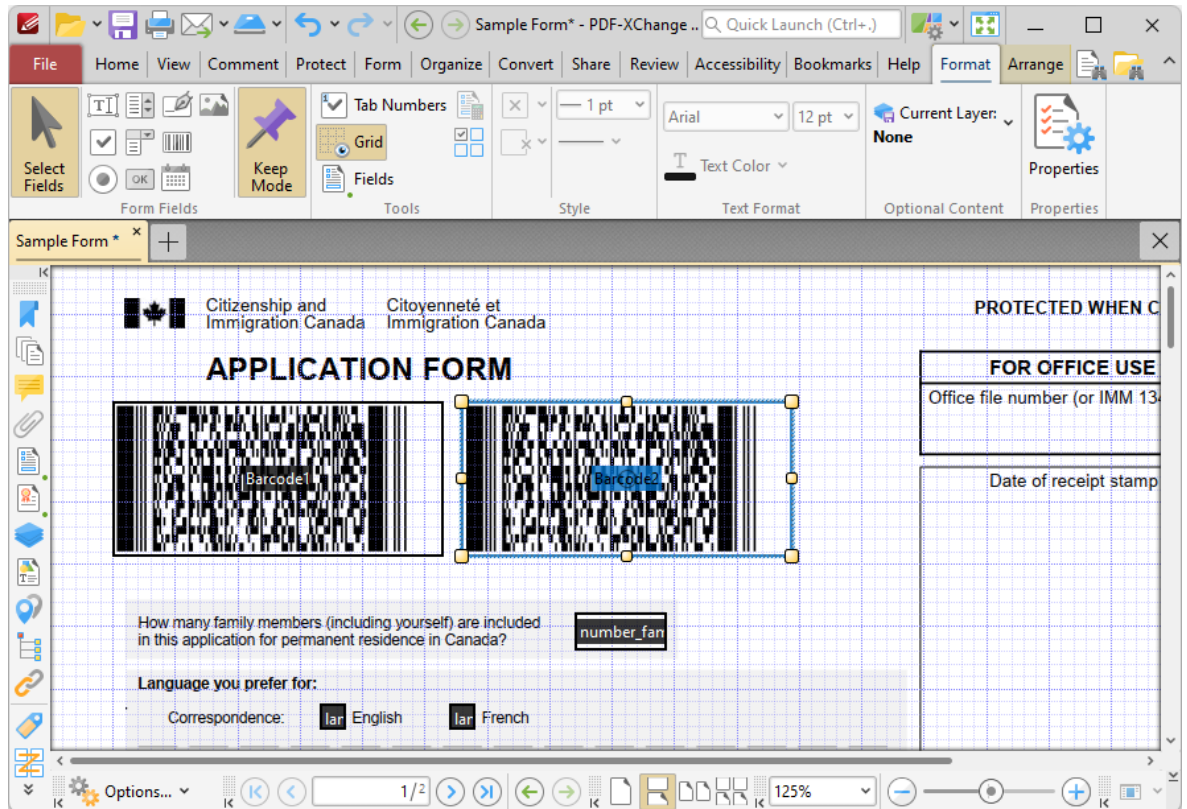 Sample Form* - PDF-XChange ..
Quick Launch (Ctrl+.)
File
Home
View
Comment
Protect
Form
Organize
Convert
Share
Review
Accessibility
Bookmarks
Help
Format
Arrange
Select Fields
OK
Form Fields
Keep Mode
Tab Numbers
Grid
Fields
Tools
1 pt
Style
Arial
12 pt
Text Color
Text Format
Current Layer:
None
Optional Content
Properties
Properties
Sample Form *
Citizenship and
Immigration Canada
Citoyenneté et
Immigration Canada
PROTECTED WHEN C
APPLICATION FORM
FOR OFFICE USE
Office file number (or IMM 134
Barcode1
Barcode2
Date of receipt stamp
How many family members (including yourself) are included
in this application for permanent residence in Canada?
number_fam
Language you prefer for:
Correspondence:
lar
English
lar
French
Options...
1/2
125%